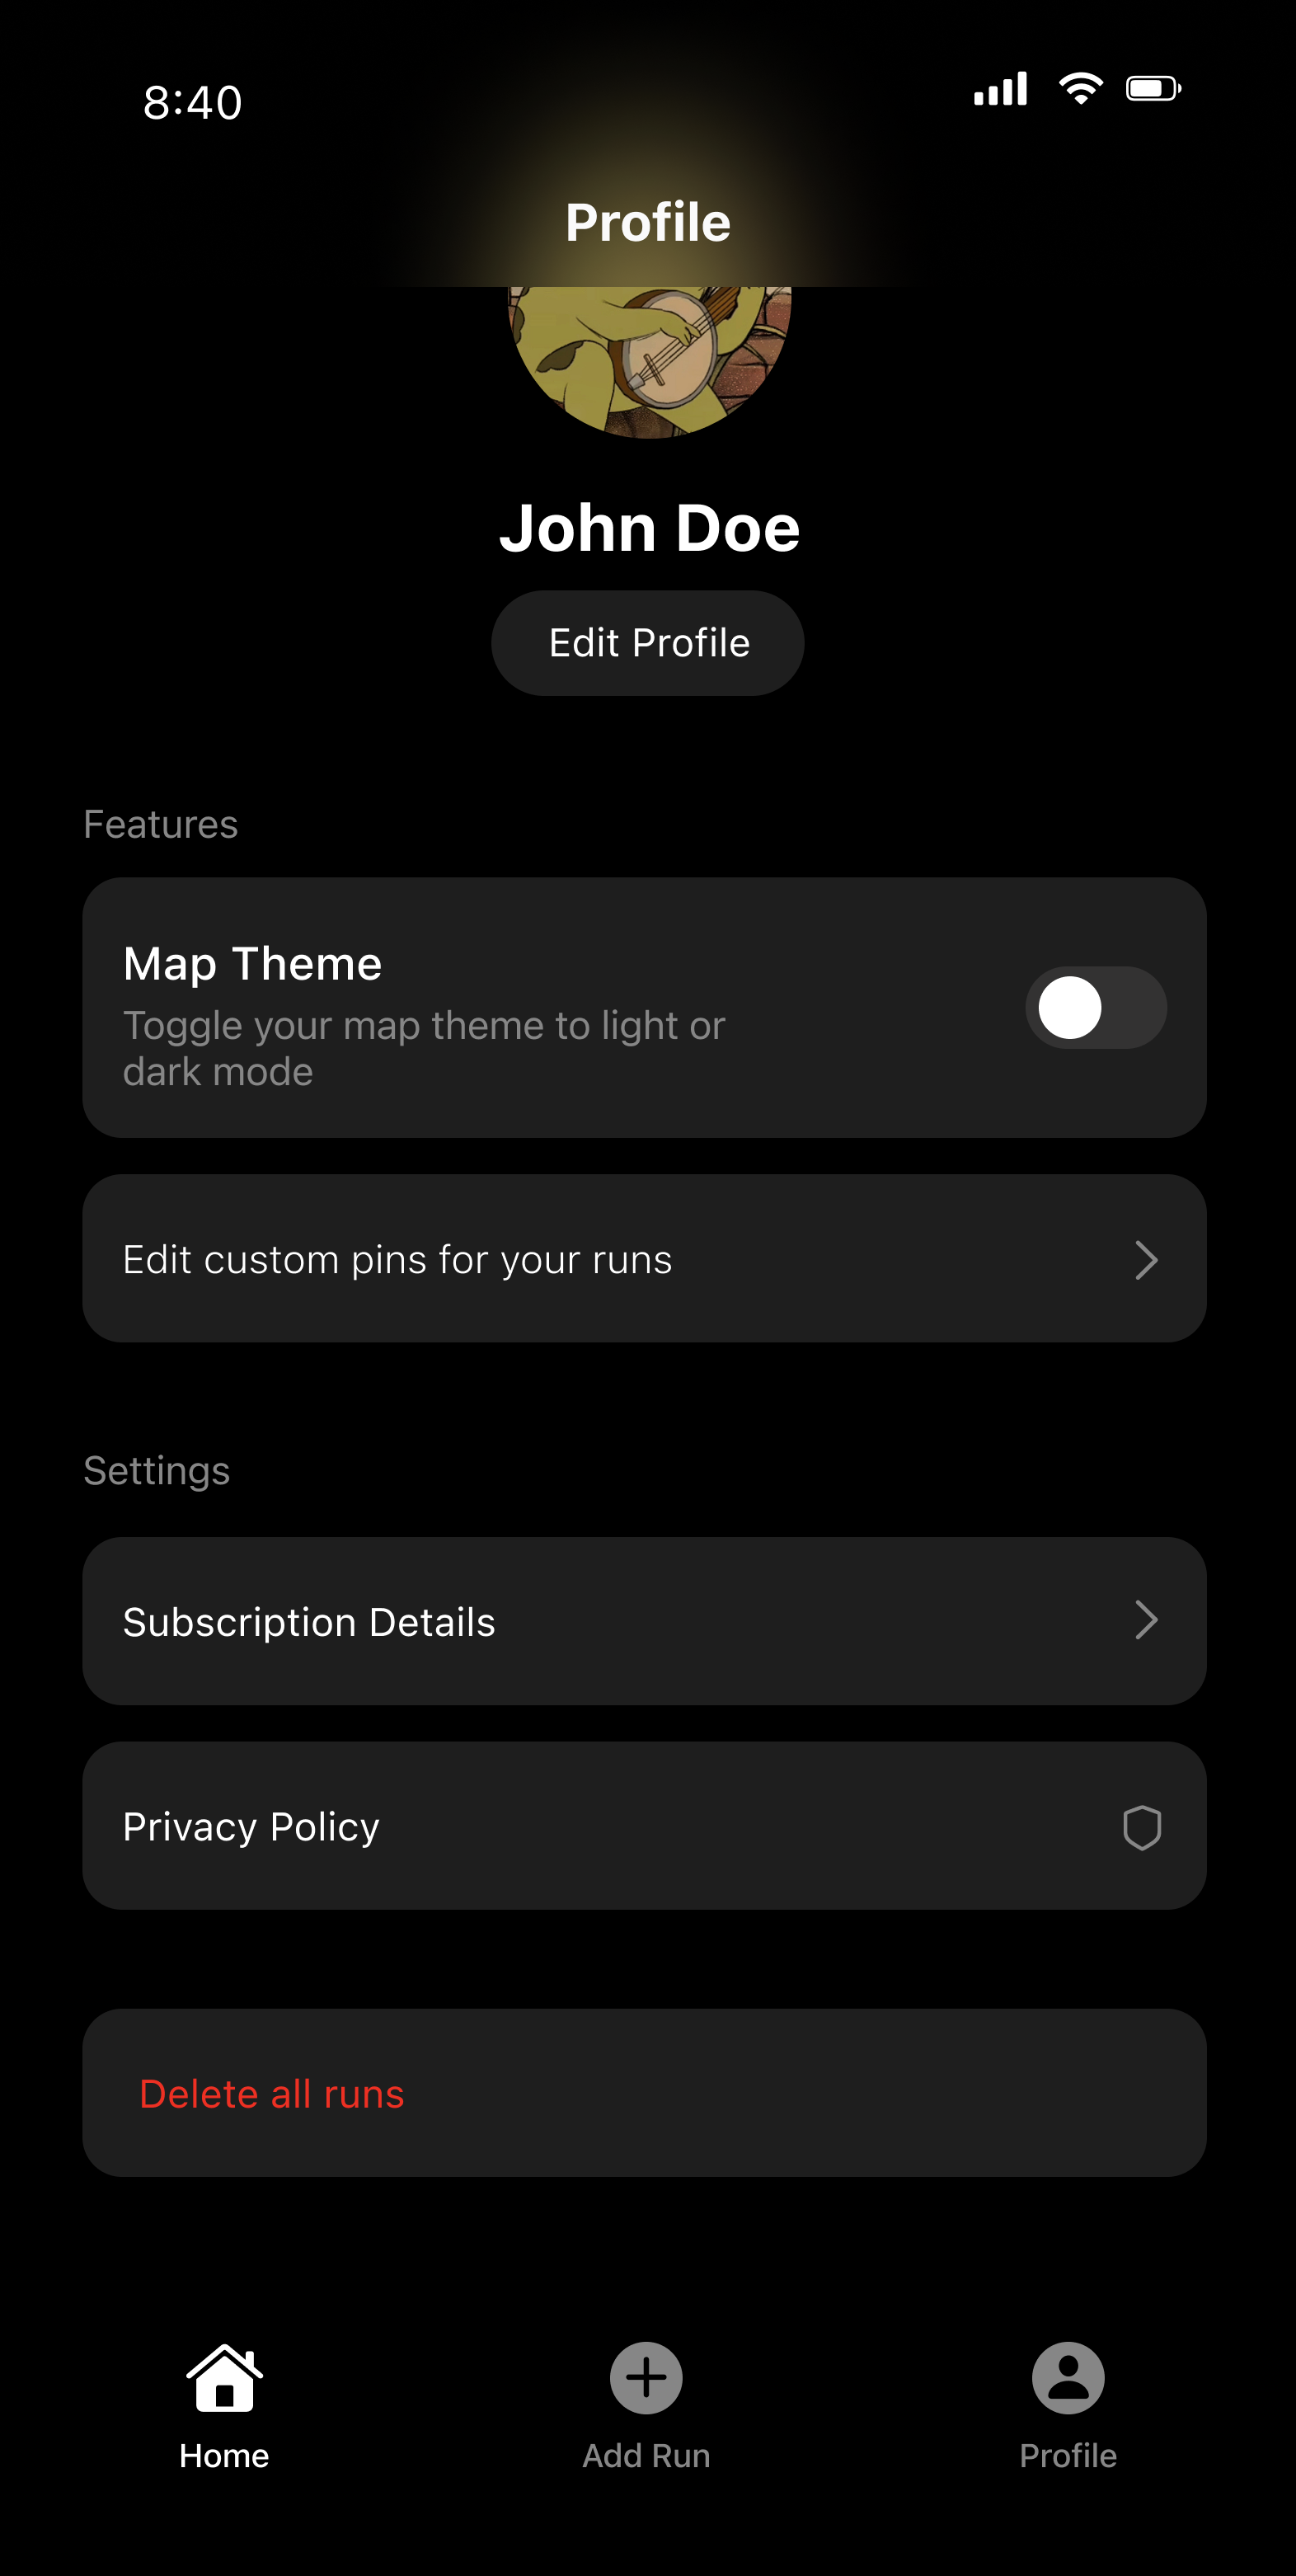 8:40
Profile
John Doe
Edit Profile
Features
Map Theme
Toggle your map theme to light or
dark mode
Edit custom pins for your runs
Settings
Subscription Details
Privacy Policy
Delete all runs
Home
Add Run
Profile